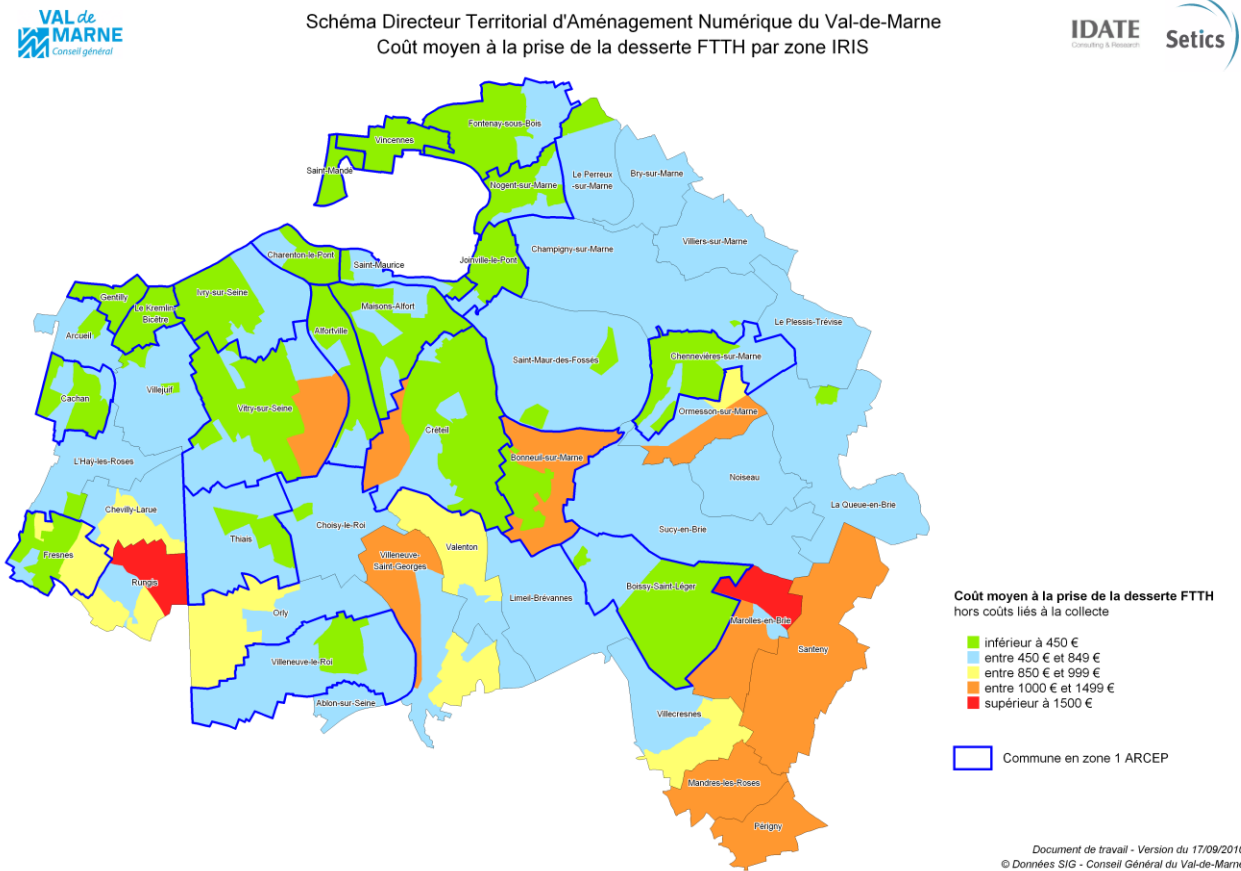 VAL de
MARNE
Conseil général
Schéma Directeur Territorial d'Aménagement Numérique du Val-de-Marne
Coût moyen à la prise de la desserte FTTH par zone IRIS
IDATE
Consulting & Research
Setics
Fontenay-sous-Bois
Vincennes
Saint-Mandé
Nogent-sur-Marne
Le Perreux
-sur-Marne
Bry-sur-Marne
Villiers-sur-Marne
Champigny-sur-Marne
Charenton-le-Pont
Saint-Maurice
Joinville-le-Pont
Gentilly
Le Kremlin
Bicêtre
Ivry-sur-Seine
Maisons-Alfort
Arcueil
Alfortville
Le Plessis-Trévise
Saint-Maur-des-Fossés
Chennevières-sur-Marne
Cachan
Villejuif
Vitry-sur-Seine
Ormesson-sur-Marne
Créteil
Bonneuil-sur-Marne
L'Haÿ-les-Roses
Noiseau
Chevilly-Larue
La Queue-en-Brie
Choisy-le-Roi
Sucy-en-Brie
Thiais
Valenton
Fresnes
Villeneuve-
Saint-Georges
Rungis
Boissy-Saint-Léger
Limeil-Brévannes
Orly
Marolles-en-Brie
Santeny
Villeneuve-le-Roi
Ablon-sur-Seine
Villecresnes
Mandres-les-Roses
Périgny
Coût moyen à la prise de la desserte FTTH
hors coûts liés à la collecte
inférieur à 450 €
entre 450 € et 849 €
entre 850 € et 999 €
entre 1000 € et 1499 €
supérieur à 1500 €
Commune en zone 1 ARCEP
Document de travail - Version du 17/09/2010
© Données SIG - Conseil Général du Val-de-Marne